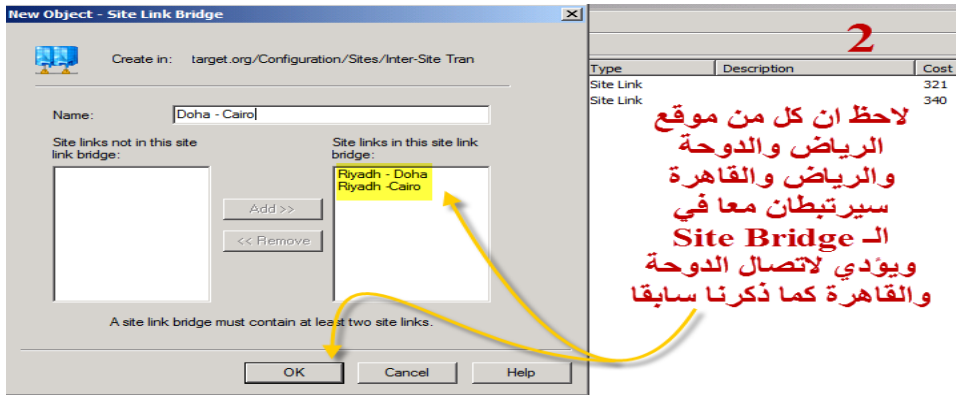 New Object - Site Link Bridge
Create in: target.org/Configuration/Sites/Inter-Site Tran
Name: Doha - Cairo
Site links not in this site
link bridge:
Site links in this site link
bridge:
Riyadh - Doha
Riyadh -Cairo
Add >>
<< Remove
A site link bridge must contain at least two site links.
OK Cancel Help
2
Type Description Cost
Site Link 321
Site Link 340
لاحظ ان كل من موقع
الرياض والدوحة
والرياض والقاهرة
سيرتبطان معا في
الـ Site Bridge
ويؤدي لاتصال الدوحة
والقاهرة كما ذكرنا سابقا